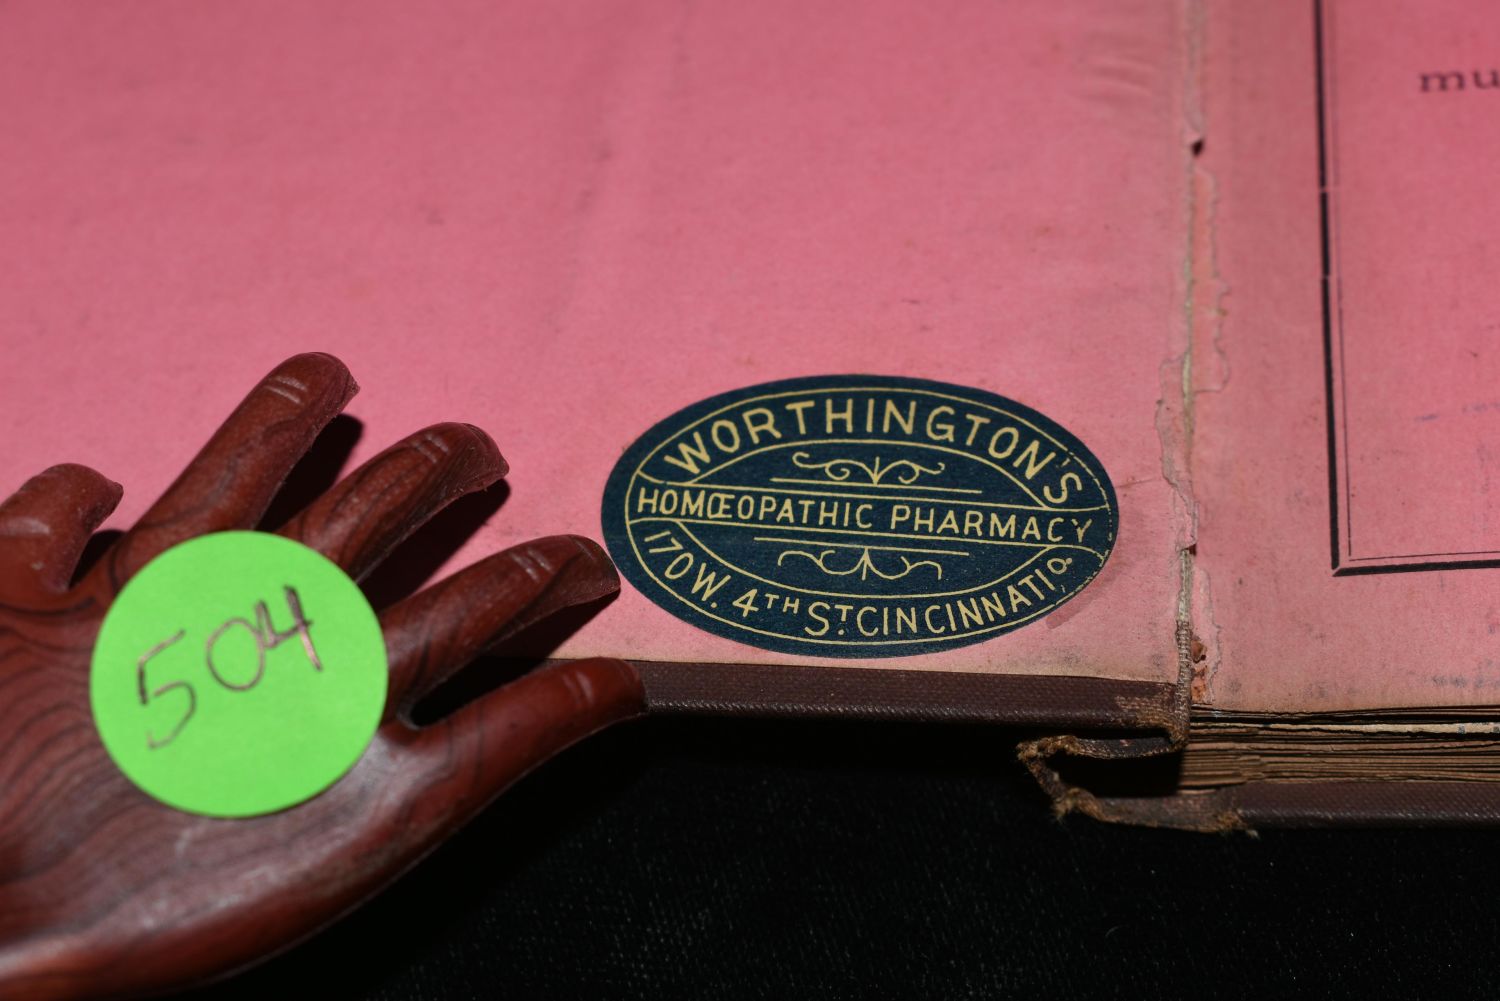 mu
WORTHINGTON'S
HOMŒOPATHIC PHARMACY
170 W. 4TH ST. CINCINNATI O.
504